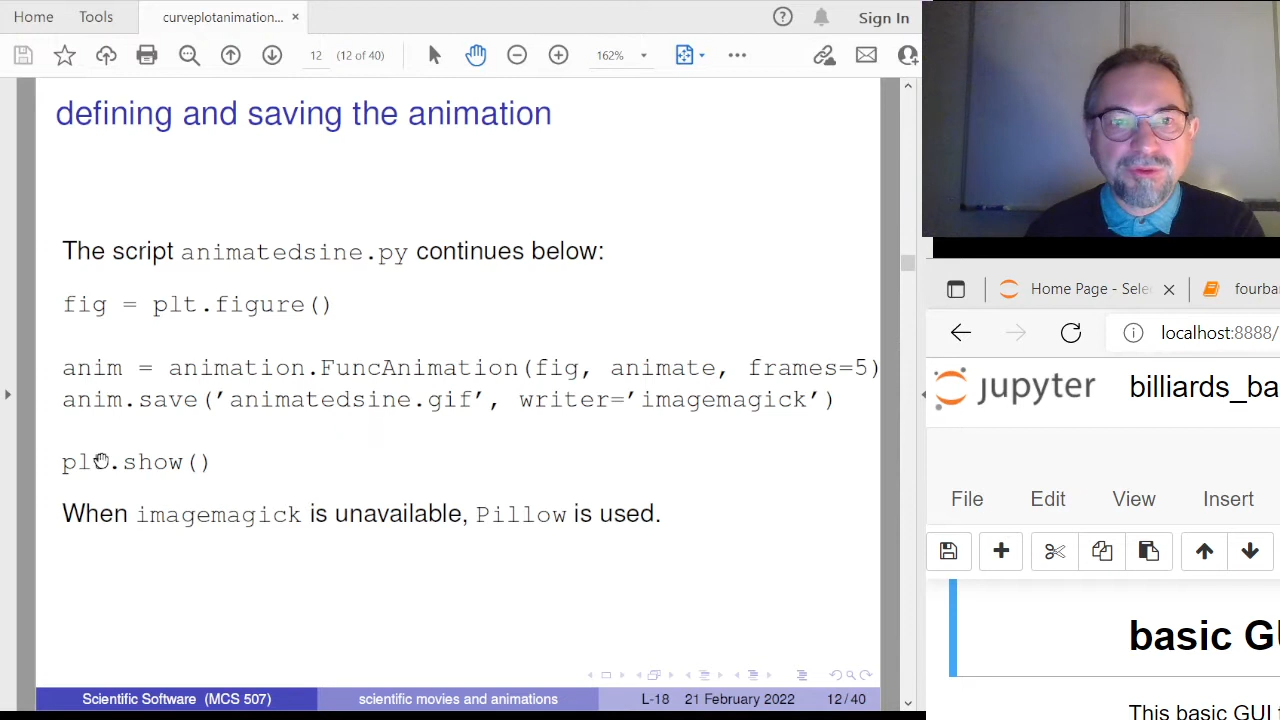 Home Tools curveplotanimation... × Sign In
12 (12 of 40) 162%
defining and saving the animation
The script animatedsine.py continues below:
fig = plt.figure()
anim = animation.FuncAnimation(fig, animate, frames=5)
anim.save('animatedsine.gif', writer='imagemagick')
plt.show()
When imagemagick is unavailable, Pillow is used.
Scientific Software (MCS 507) scientific movies and animations L-18 21 February 2022 12 / 40
Home Page - Sele × fourba
localhost:8888/
jupyter billiards_ba
File Edit View Insert
basic GU
This basic GUI